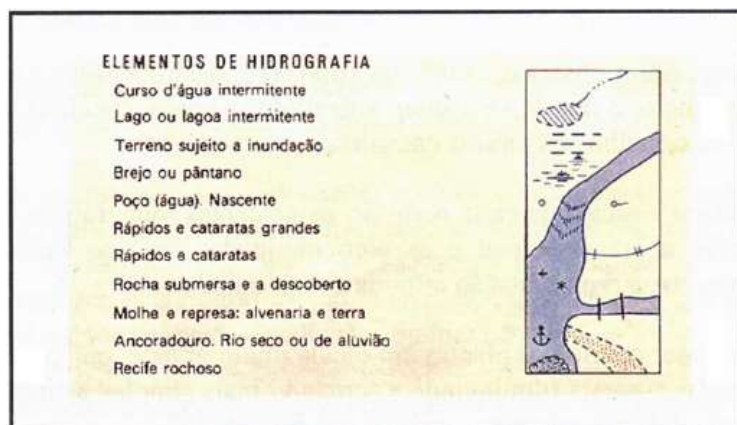 ELEMENTOS DE HIDROGRAFIA
Curso d'água intermitente
Lago ou lagoa intermitente
Terreno sujeito a inundação
Brejo ou pântano
Poço (água). Nascente
Rápidos e cataratas grandes
Rápidos e cataratas
Rocha submersa e a descoberto
Molhe e represa: alvenaria e terra
Ancoradouro. Rio seco ou de aluvião
Recife rochoso